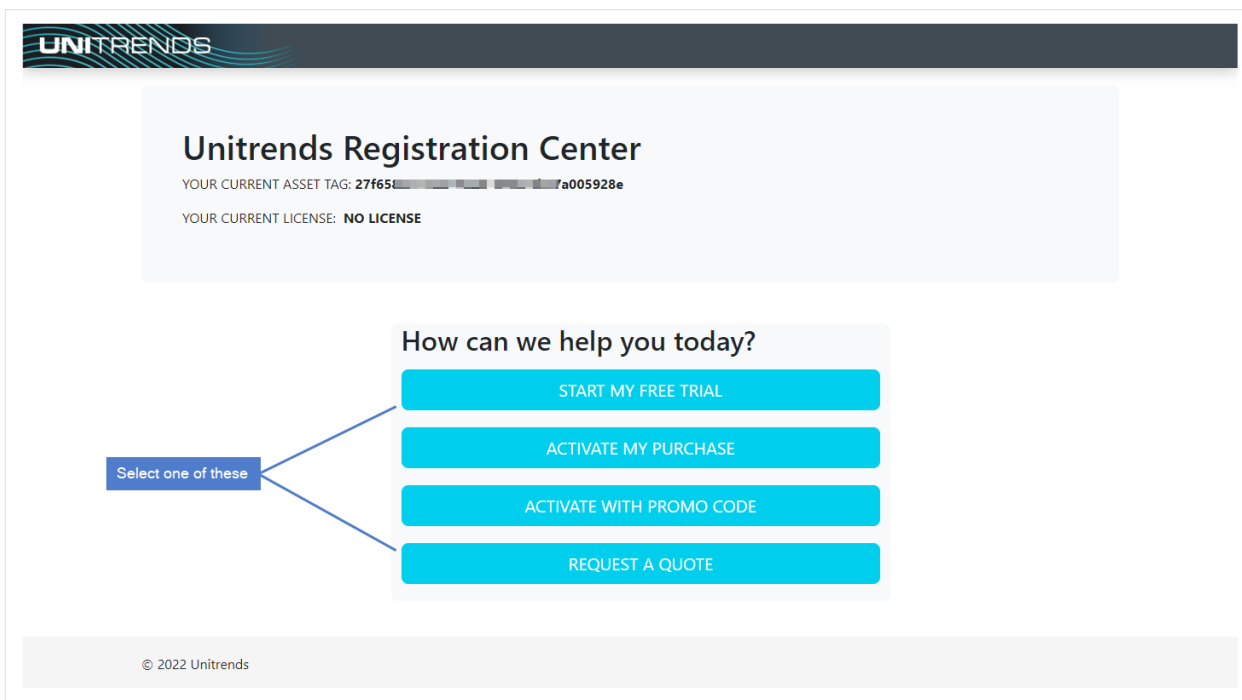 UNITRENDS
Unitrends Registration Center
YOUR CURRENT ASSET TAG: 27f65 7a005928e
YOUR CURRENT LICENSE: NO LICENSE
How can we help you today?
START MY FREE TRIAL
ACTIVATE MY PURCHASE
Select one of these
ACTIVATE WITH PROMO CODE
REQUEST A QUOTE
© 2022 Unitrends